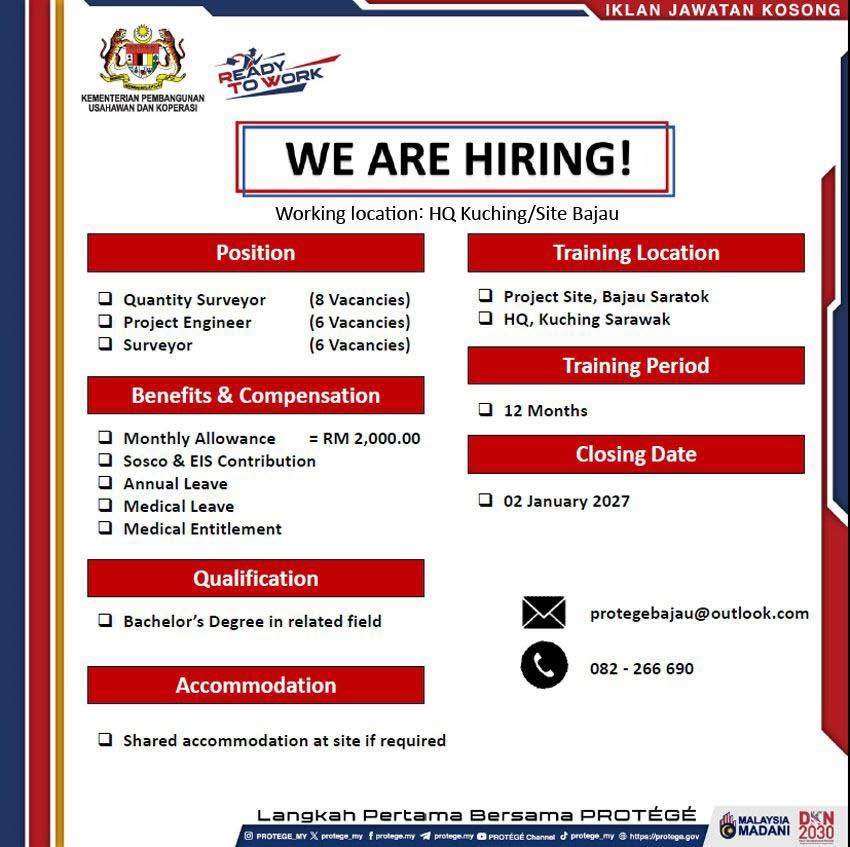 IKLAN JAWATAN KOSONG
KEMENTERIAN PEMBANGUNAN
USAHAWAN DAN KOPERASI
READY
TO WORK
WE ARE HIRING!
Working location: HQ Kuching/Site Bajau
Position
❑ Quantity Surveyor (8 Vacancies)
❑ Project Engineer (6 Vacancies)
❑ Surveyor (6 Vacancies)
Benefits & Compensation
❑ Monthly Allowance = RM 2,000.00
❑ Sosco & EIS Contribution
❑ Annual Leave
❑ Medical Leave
❑ Medical Entitlement
Qualification
❑ Bachelor’s Degree in related field
Accommodation
❑ Shared accommodation at site if required
Training Location
❑ Project Site, Bajau Saratok
❑ HQ, Kuching Sarawak
Training Period
❑ 12 Months
Closing Date
❑ 02 January 2027
protegebajau@outlook.com
082 - 266 690
Langkah Pertama Bersama PROTÉGÉ
PROTEGE_MY protege_my protege.my protege.my PROTÉGÉ Channel protege_my https://protege.gov
MALAYSIA
MADANI
DKN
2030